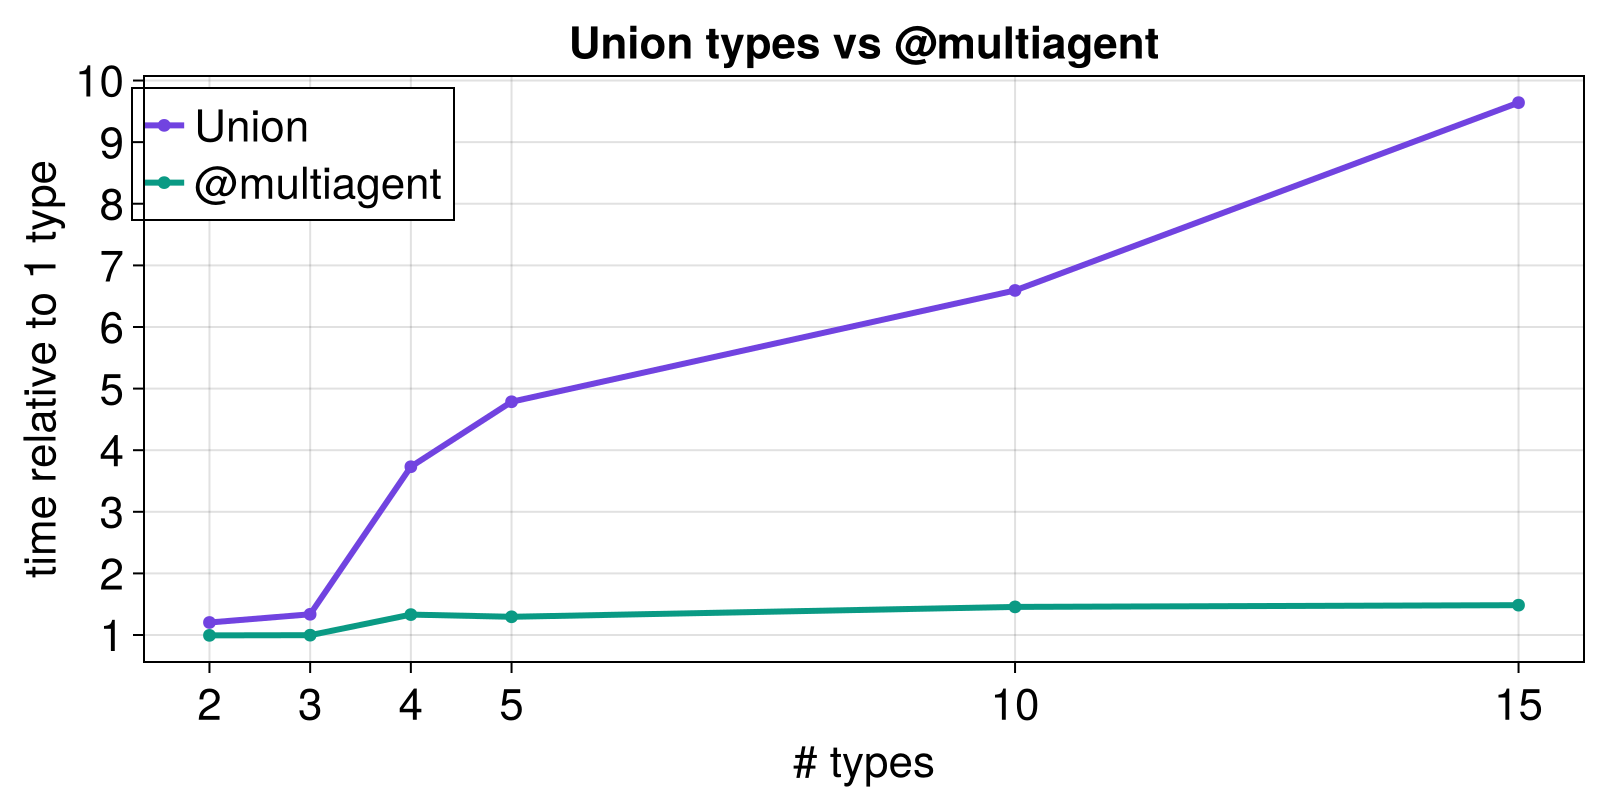 Union types vs @multiagent
time relative to 1 type
10
9
8
7
6
5
4
3
2
1
Union
@multiagent
2 3 4 5 10 15
# types